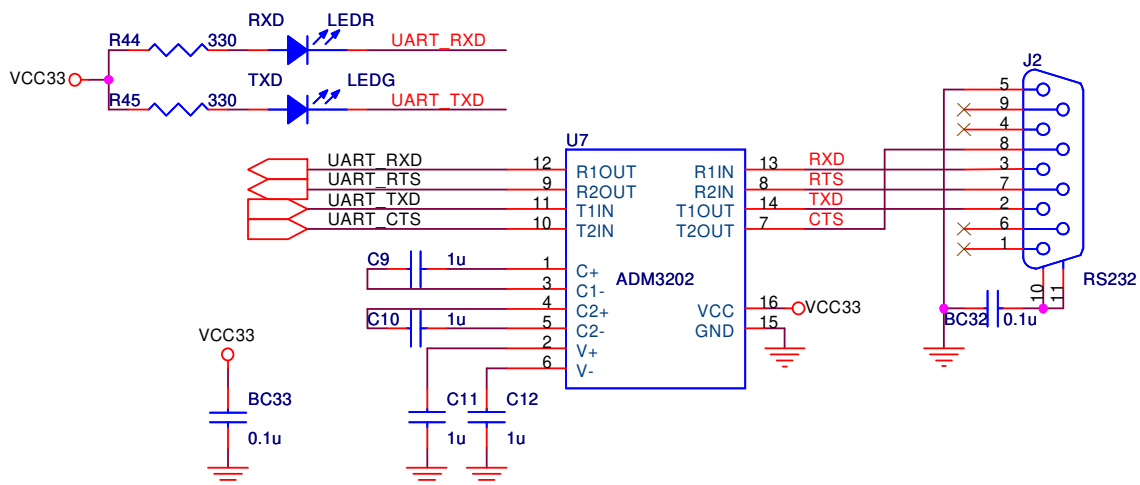 RXD LEDR
R44 330 UART_RXD
VCC33
TXD LEDG
R45 330 UART_TXD
J2
5
9
4
8
3
7
2
6
1
10
11
RS232
BC32 0.1u
U7
UART_RXD 12 R1OUT R1IN 13 RXD
UART_RTS 9 R2OUT R2IN 8 RTS
UART_TXD 11 T1IN T1OUT 14 TXD
UART_CTS 10 T2IN T2OUT 7 CTS
C9 1u 1 C+
3 C1-
ADM3202
4 C2+
C10 1u 5 C2-
2 V+
6 V-
VCC 16 VCC33
GND 15
VCC33
BC33
0.1u
C11
1u
C12
1u